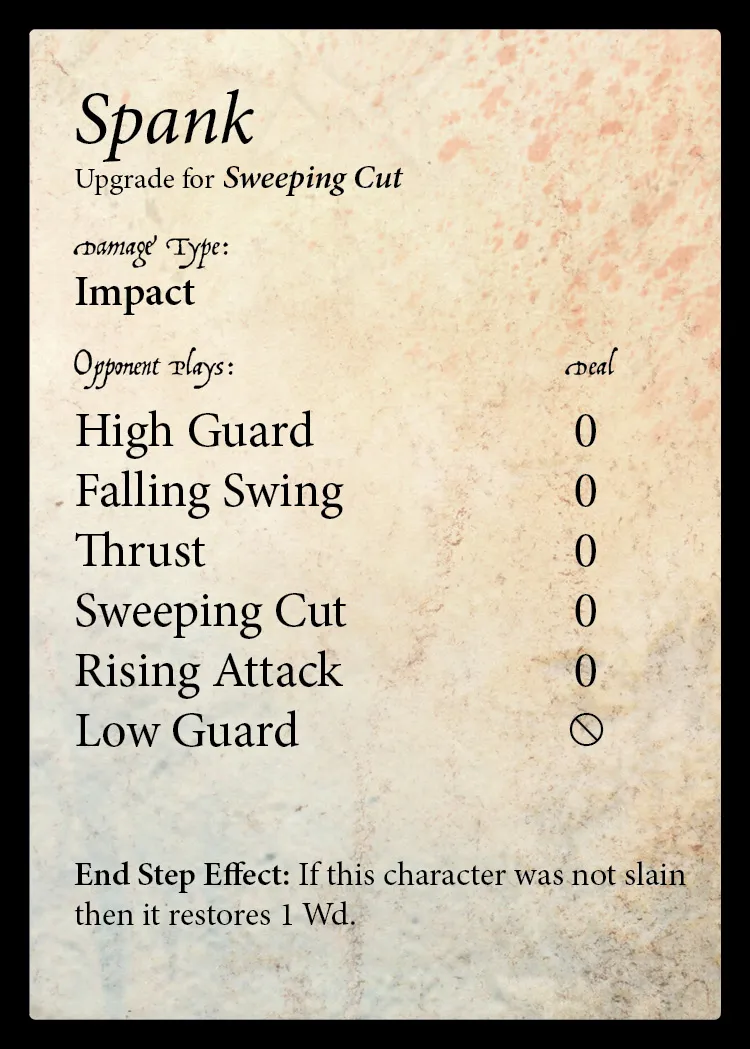 Spank
Upgrade for Sweeping Cut
Damage Type:
Impact
Opponent plays: Deal
High Guard 0
Falling Swing 0
Thrust 0
Sweeping Cut 0
Rising Attack 0
Low Guard 🛇
End Step Effect: If this character was not slain
then it restores 1 Wd.